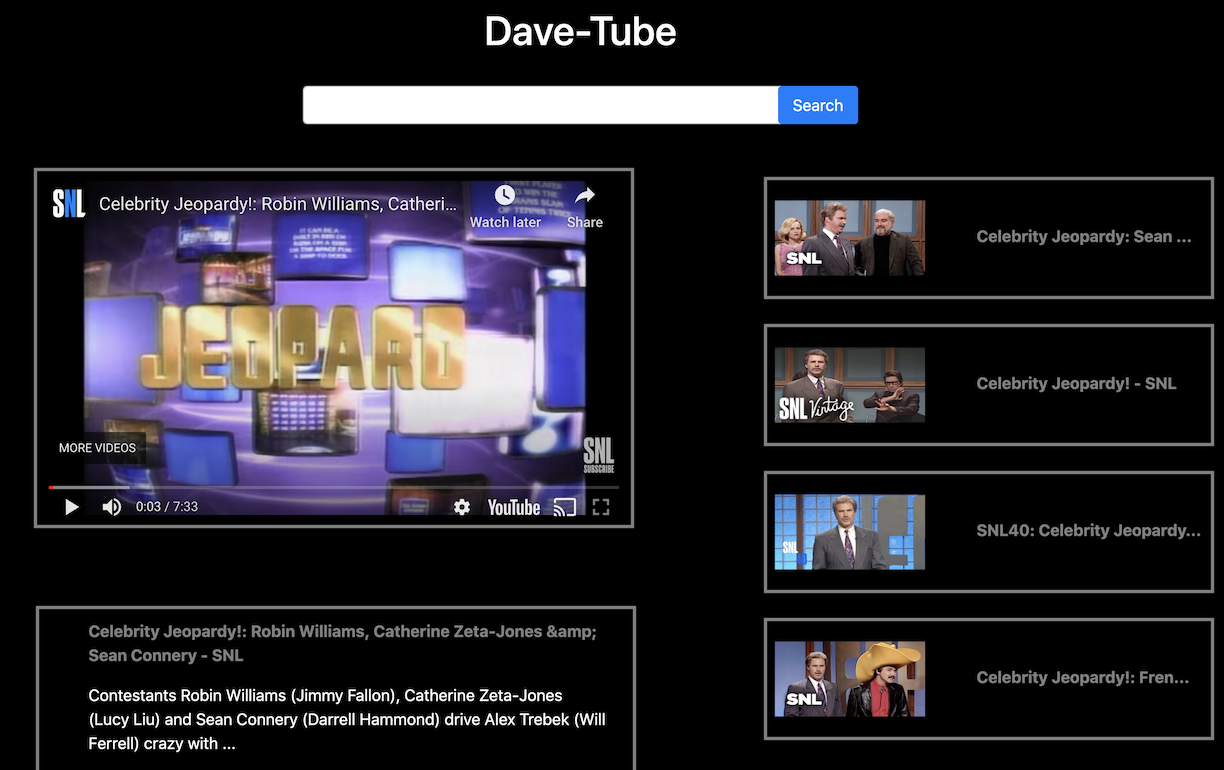 Dave-Tube
Search
SNL
Celebrity Jeopardy!: Robin Williams, Catheri...
Watch later
Share
JEOPARD
MORE VIDEOS
SNL
SUBSCRIBE
0:03 / 7:33
YouTube
Celebrity Jeopardy!: Robin Williams, Catherine Zeta-Jones &amp;
Sean Connery - SNL
Contestants Robin Williams (Jimmy Fallon), Catherine Zeta-Jones
(Lucy Liu) and Sean Connery (Darrell Hammond) drive Alex Trebek (Will
Ferrell) crazy with ...
SNL
Celebrity Jeopardy: Sean ...
SNL Vintage
Celebrity Jeopardy! - SNL
SNL
SNL40: Celebrity Jeopardy...
SNL
Celebrity Jeopardy!: Fren...